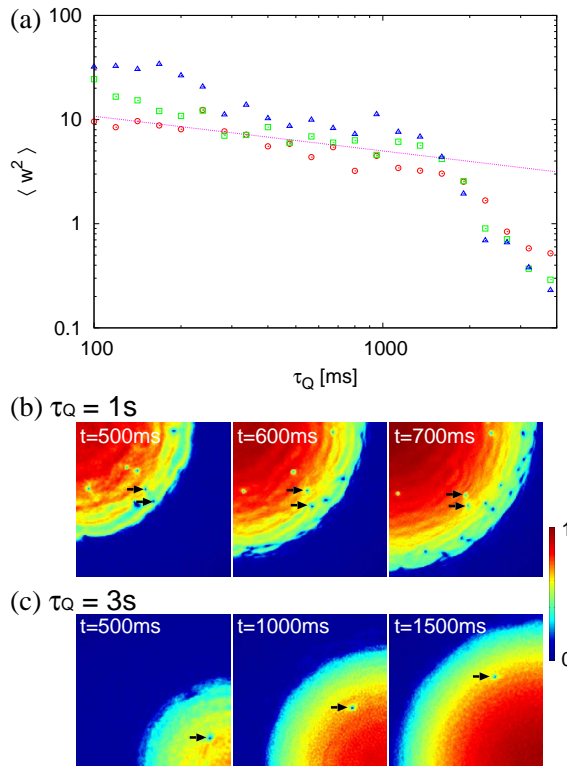 (a)
100
10
1
0.1
⟨ w² ⟩
100
1000
τQ [ms]
(b) τQ = 1s
t=500ms
t=600ms
t=700ms
(c) τQ = 3s
1
0
t=500ms
t=1000ms
t=1500ms